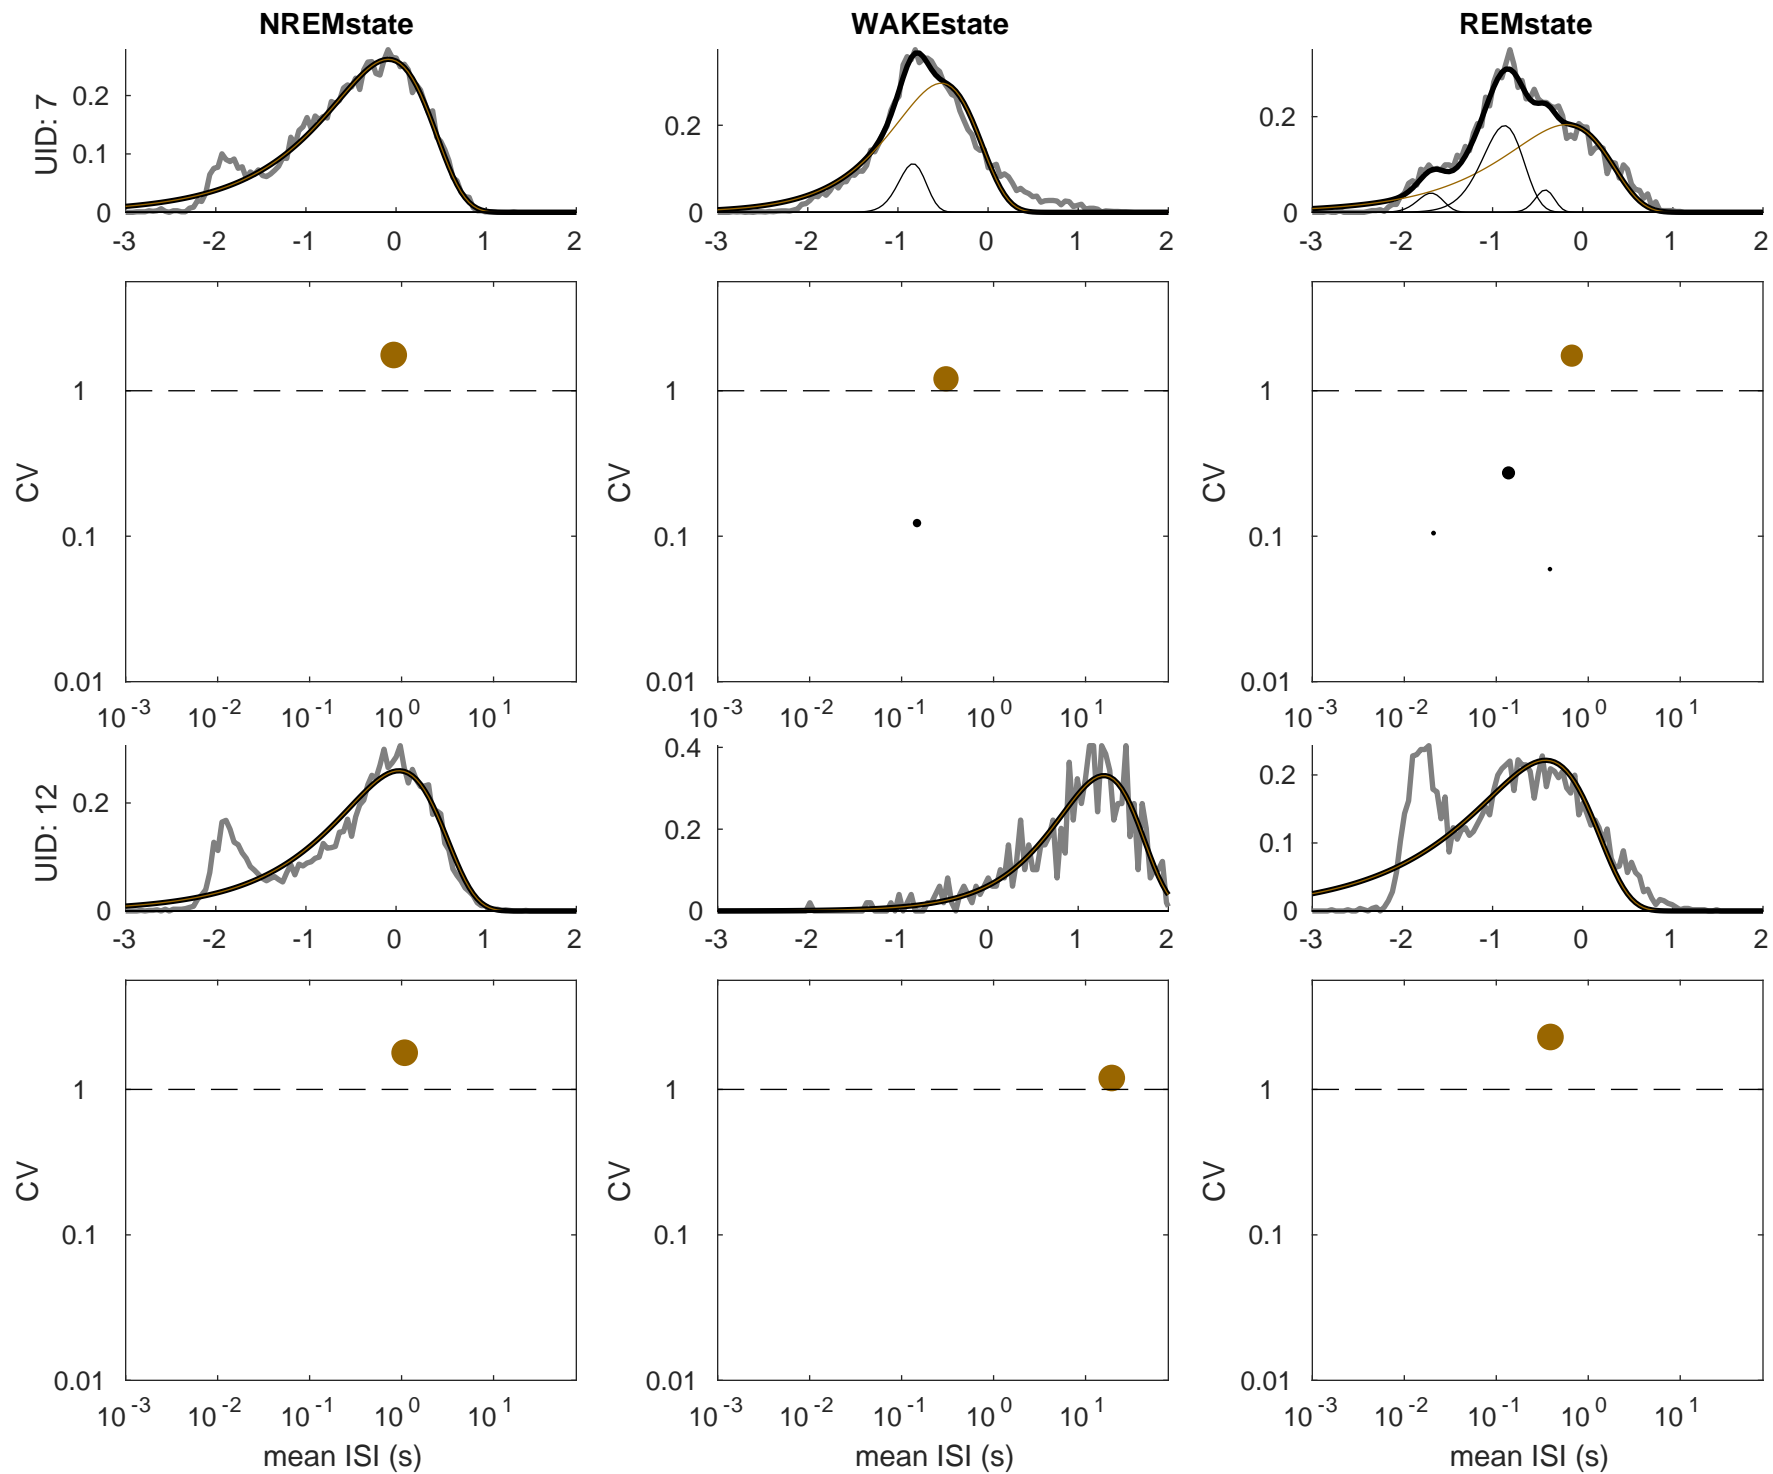 NREMstate WAKEstate REMstate
UID: 7
0.2 0.1 0
-3 -2 -1 0 1 2
0.2 0
-3 -2 -1 0 1 2
0.2 0
-3 -2 -1 0 1 2
CV
1 0.1 0.01
10^-3 10^-2 10^-1 10^0 10^1
CV
1 0.1 0.01
10^-3 10^-2 10^-1 10^0 10^1
CV
1 0.1 0.01
10^-3 10^-2 10^-1 10^0 10^1
UID: 12
0.2 0
-3 -2 -1 0 1 2
0.4 0.2 0
-3 -2 -1 0 1 2
0.2 0.1 0
-3 -2 -1 0 1 2
CV
1 0.1 0.01
10^-3 10^-2 10^-1 10^0 10^1
mean ISI (s)
CV
1 0.1 0.01
10^-3 10^-2 10^-1 10^0 10^1
mean ISI (s)
CV
1 0.1 0.01
10^-3 10^-2 10^-1 10^0 10^1
mean ISI (s)